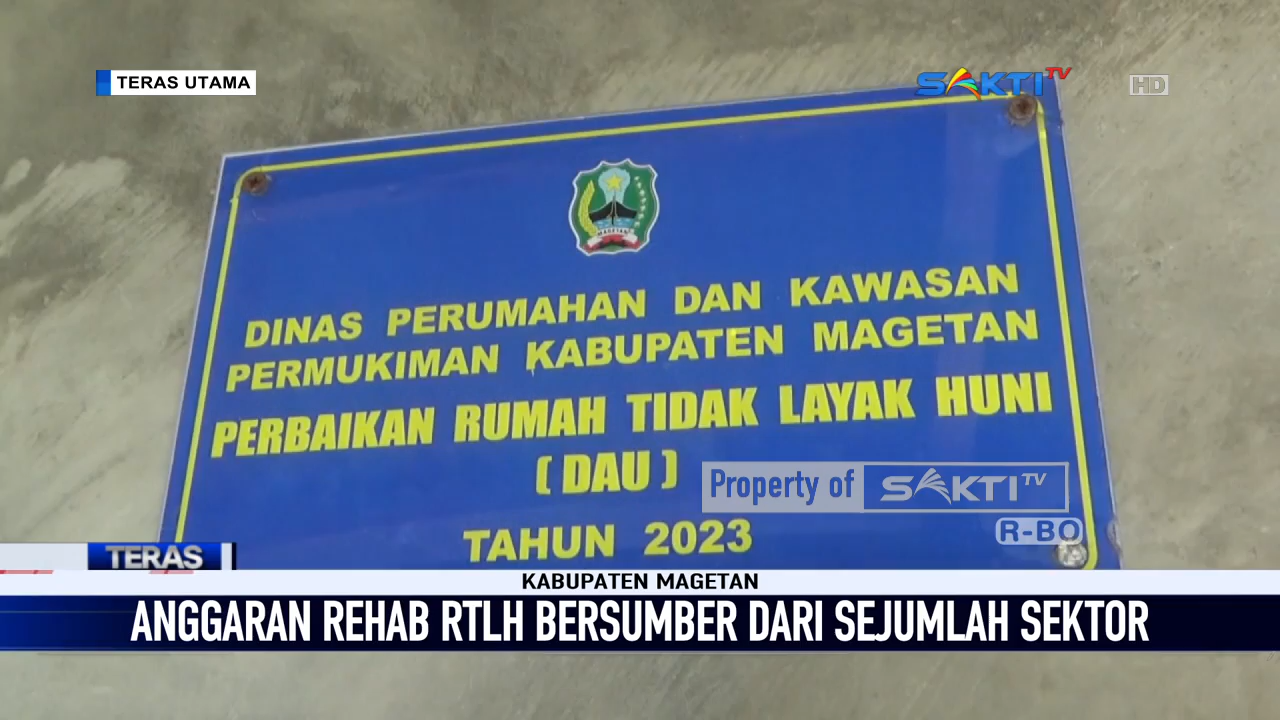 TERAS UTAMA
SAKTI TV
HD
MAGETAN
DINAS PERUMAHAN DAN KAWASAN
PERMUKIMAN KABUPATEN MAGETAN
PERBAIKAN RUMAH TIDAK LAYAK HUNI
( DAU )
Property of SAKTI TV
R-BO
TAHUN 2023
TERAS
KABUPATEN MAGETAN
ANGGARAN REHAB RTLH BERSUMBER DARI SEJUMLAH SEKTOR